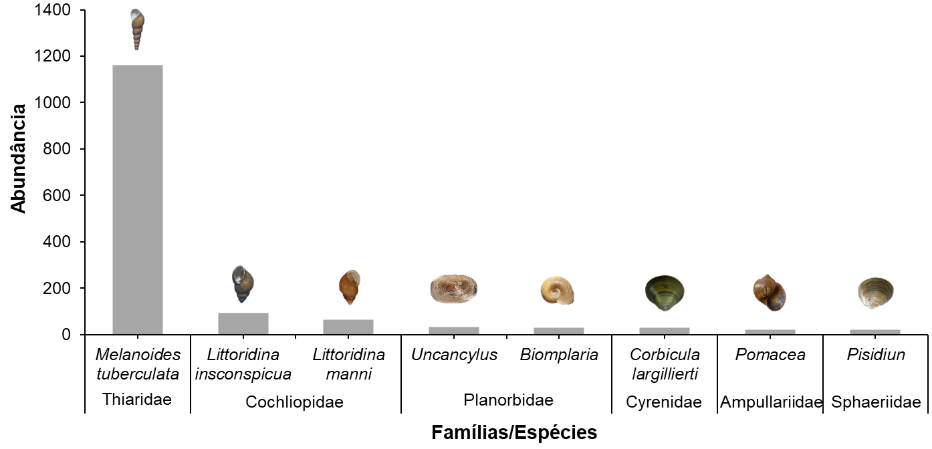 1400
1200
1000
800
600
400
200
0
Abundância
Melanoides tuberculata
Littoridina insconspicua
Littoridina manni
Uncancylus
Biomplaria
Corbicula largillierti
Pomacea
Pisidiun
Thiaridae
Cochliopidae
Planorbidae
Cyrenidae
Ampullariidae
Sphaeriidae
Famílias/Espécies